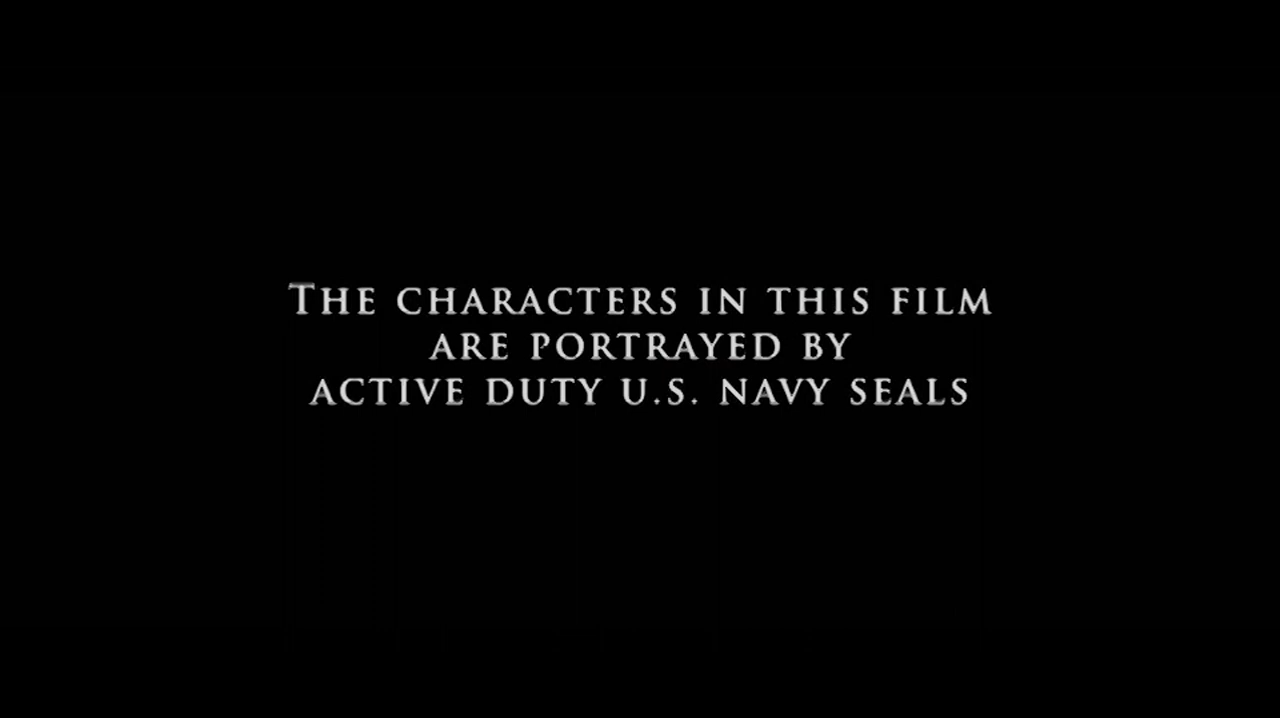 The characters in this film
are portrayed by
active duty U.S. Navy SEALs